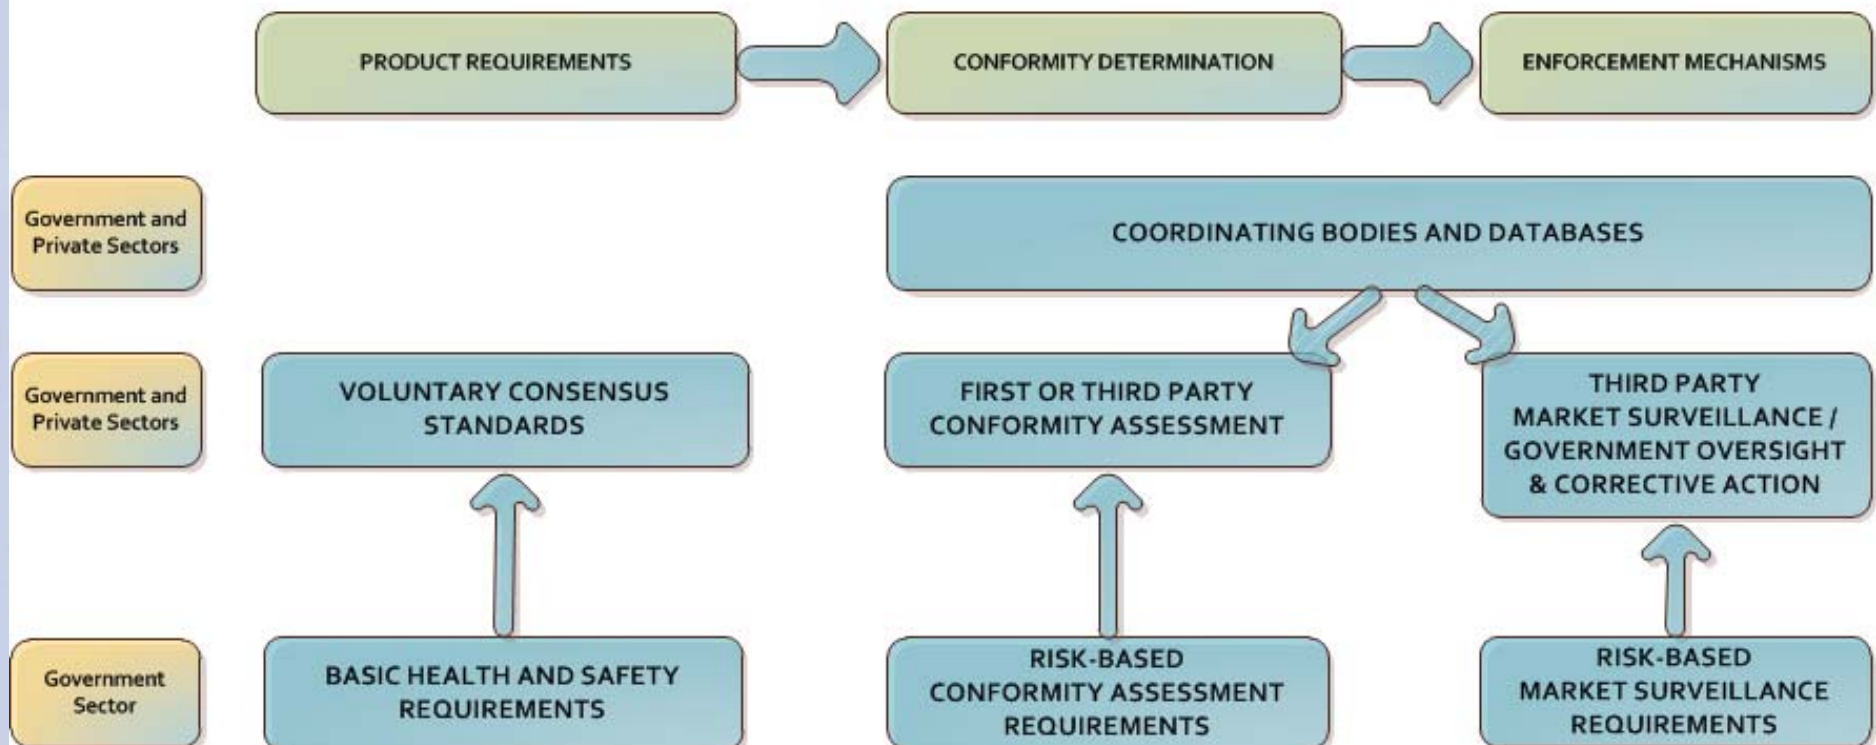 PRODUCT REQUIREMENTS
CONFORMITY DETERMINATION
ENFORCEMENT MECHANISMS
Government and
Private Sectors
COORDINATING BODIES AND DATABASES
Government and
Private Sectors
VOLUNTARY CONSENSUS
STANDARDS
FIRST OR THIRD PARTY
CONFORMITY ASSESSMENT
THIRD PARTY
MARKET SURVEILLANCE /
GOVERNMENT OVERSIGHT
& CORRECTIVE ACTION
Government
Sector
BASIC HEALTH AND SAFETY
REQUIREMENTS
RISK-BASED
CONFORMITY ASSESSMENT
REQUIREMENTS
RISK-BASED
MARKET SURVEILLANCE
REQUIREMENTS